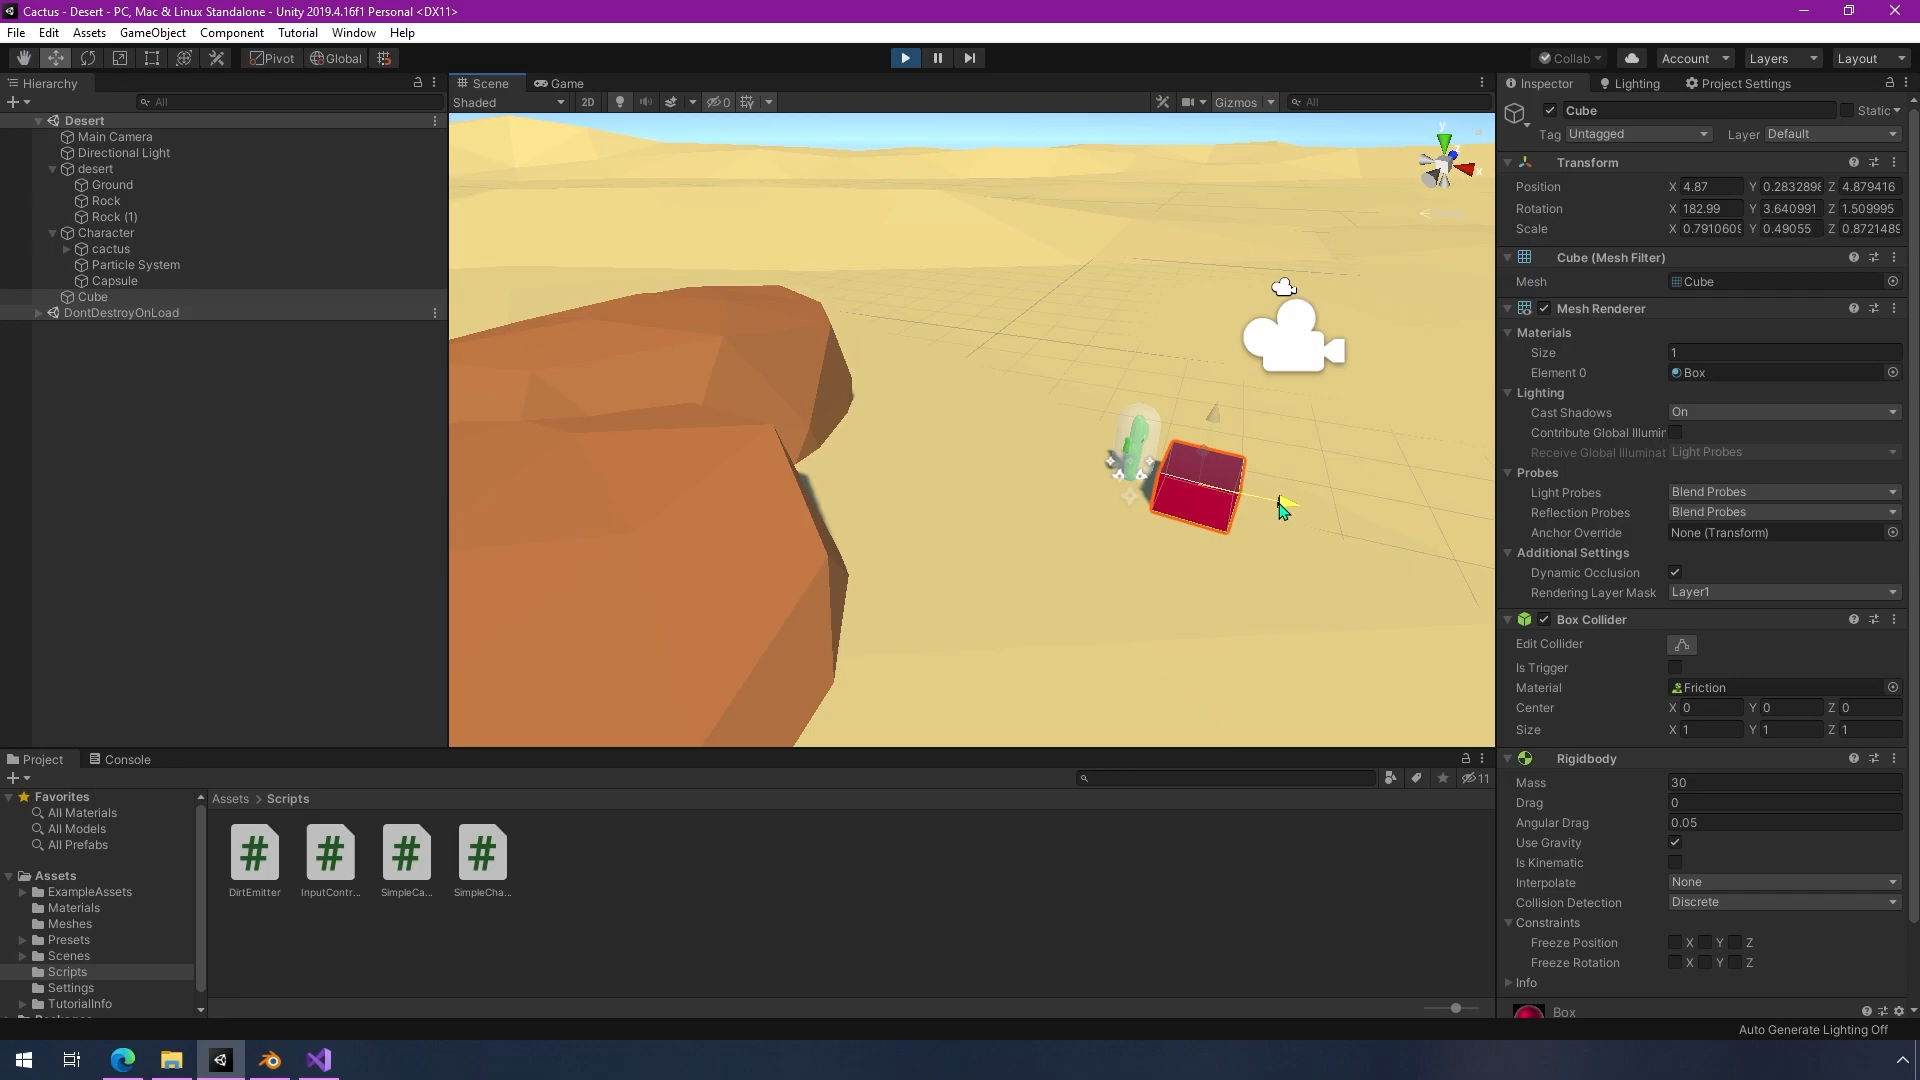 Cactus - Desert - PC, Mac & Linux Standalone - Unity 2019.4.16f1 Personal <DX11>
File Edit Assets GameObject Component Tutorial Window Help
Pivot Global Collab Account Layers Layout
Hierarchy
All
Desert
Main Camera
Directional Light
desert
Ground
Rock
Rock (1)
Character
cactus
Particle System
Capsule
Cube
DontDestroyOnLoad
Scene Game
Shaded 2D 0 Gizmos All
y
x
Inspector Lighting Project Settings
Cube Static
Tag Untagged Layer Default
Transform
Position X 4.87 Y 0.2832898 Z 4.879416
Rotation X 182.99 Y 3.640991 Z 1.509995
Scale X 0.7910609 Y 0.49055 Z 0.8721489
Cube (Mesh Filter)
Mesh Cube
Mesh Renderer
Materials
Size 1
Element 0 Box
Lighting
Cast Shadows On
Contribute Global Illumin
Receive Global Illuminat Light Probes
Probes
Light Probes Blend Probes
Reflection Probes Blend Probes
Anchor Override None (Transform)
Additional Settings
Dynamic Occlusion
Rendering Layer Mask Layer1
Box Collider
Edit Collider
Is Trigger
Material Friction
Center X 0 Y 0 Z 0
Size X 1 Y 1 Z 1
Rigidbody
Mass 30
Drag 0
Angular Drag 0.05
Use Gravity
Is Kinematic
Interpolate None
Collision Detection Discrete
Constraints
Freeze Position X Y Z
Freeze Rotation X Y Z
Info
Box
Project Console
11
Favorites
All Materials
All Models
All Prefabs
Assets
ExampleAssets
Materials
Meshes
Presets
Scenes
Scripts
Settings
TutorialInfo
Assets > Scripts
# # # #
DirtEmitter InputContr... SimpleCa... SimpleCha...
Auto Generate Lighting Off